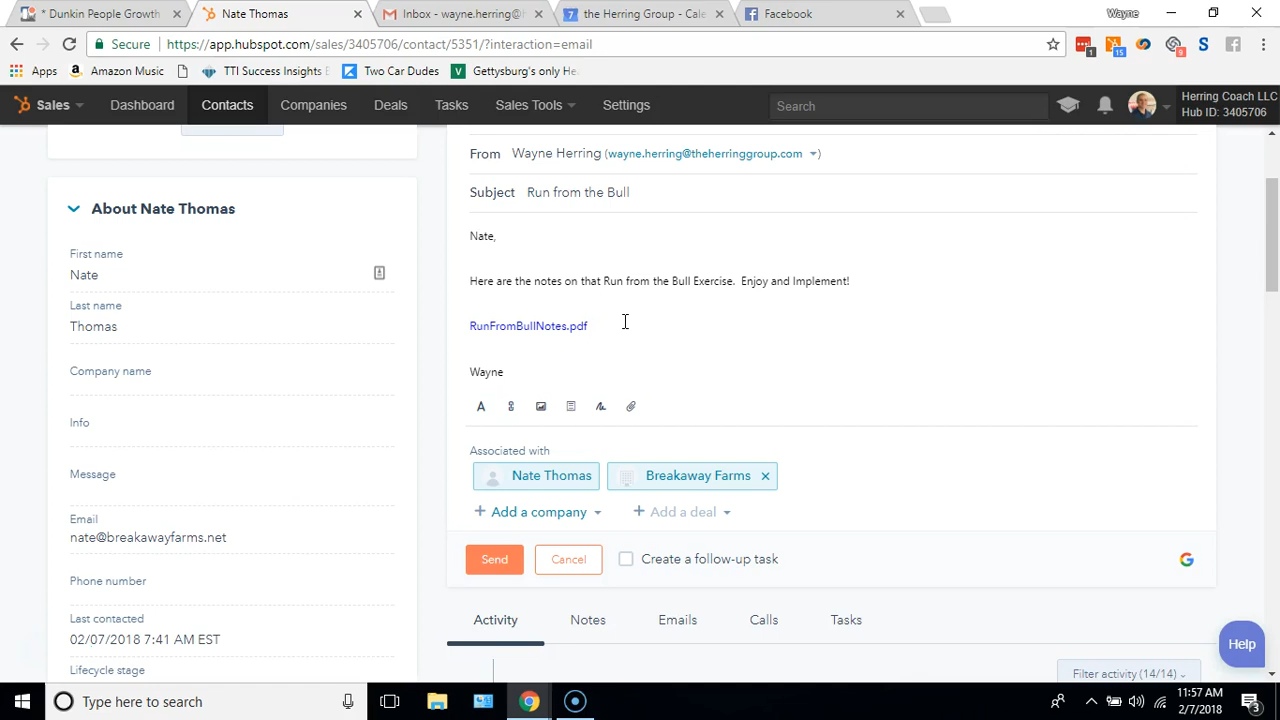 * Dunkin People Growth
Nate Thomas
Inbox - wayne.herring@th
the Herring Group - Cale
Facebook
Wayne
Secure
https://app.hubspot.com/sales/3405706/contact/5351/?interaction=email
1
15
9
S
Apps
Amazon Music
TTI Success Insights E
Two Car Dudes
V
Gettysburg's only He
Sales
Dashboard
Contacts
Companies
Deals
Tasks
Sales Tools
Settings
Search
Herring Coach LLC
Hub ID: 3405706
From Wayne Herring (wayne.herring@theherringgroup.com)
Subject Run from the Bull
About Nate Thomas
Nate,
First name
Nate
Here are the notes on that Run from the Bull Exercise. Enjoy and Implement!
Last name
Thomas
RunFromBullNotes.pdf
Company name
Wayne
A
Info
Associated with
Message
Nate Thomas
Breakaway Farms
Email
nate@breakawayfarms.net
+ Add a company
+ Add a deal
Send
Cancel
Create a follow-up task
G
Phone number
Last contacted
02/07/2018 7:41 AM EST
Activity
Notes
Emails
Calls
Tasks
Help
Lifecycle stage
Filter activity (14/14)
Type here to search
11:57 AM
2/7/2018
3